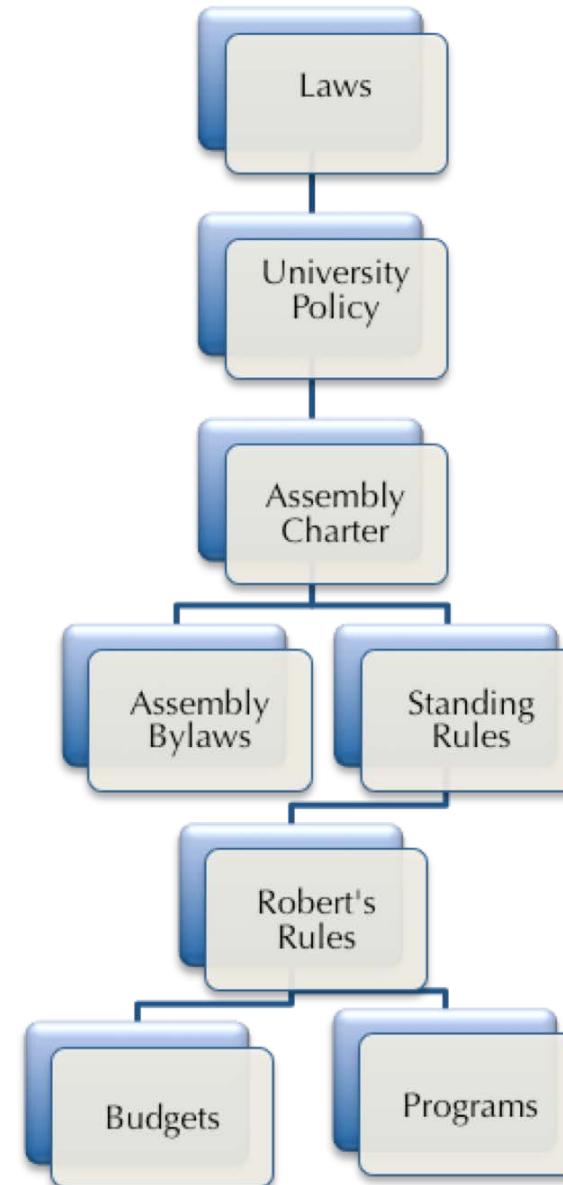 Laws
University
Policy
Assembly
Charter
Assembly
Bylaws
Standing
Rules
Robert's
Rules
Budgets
Programs